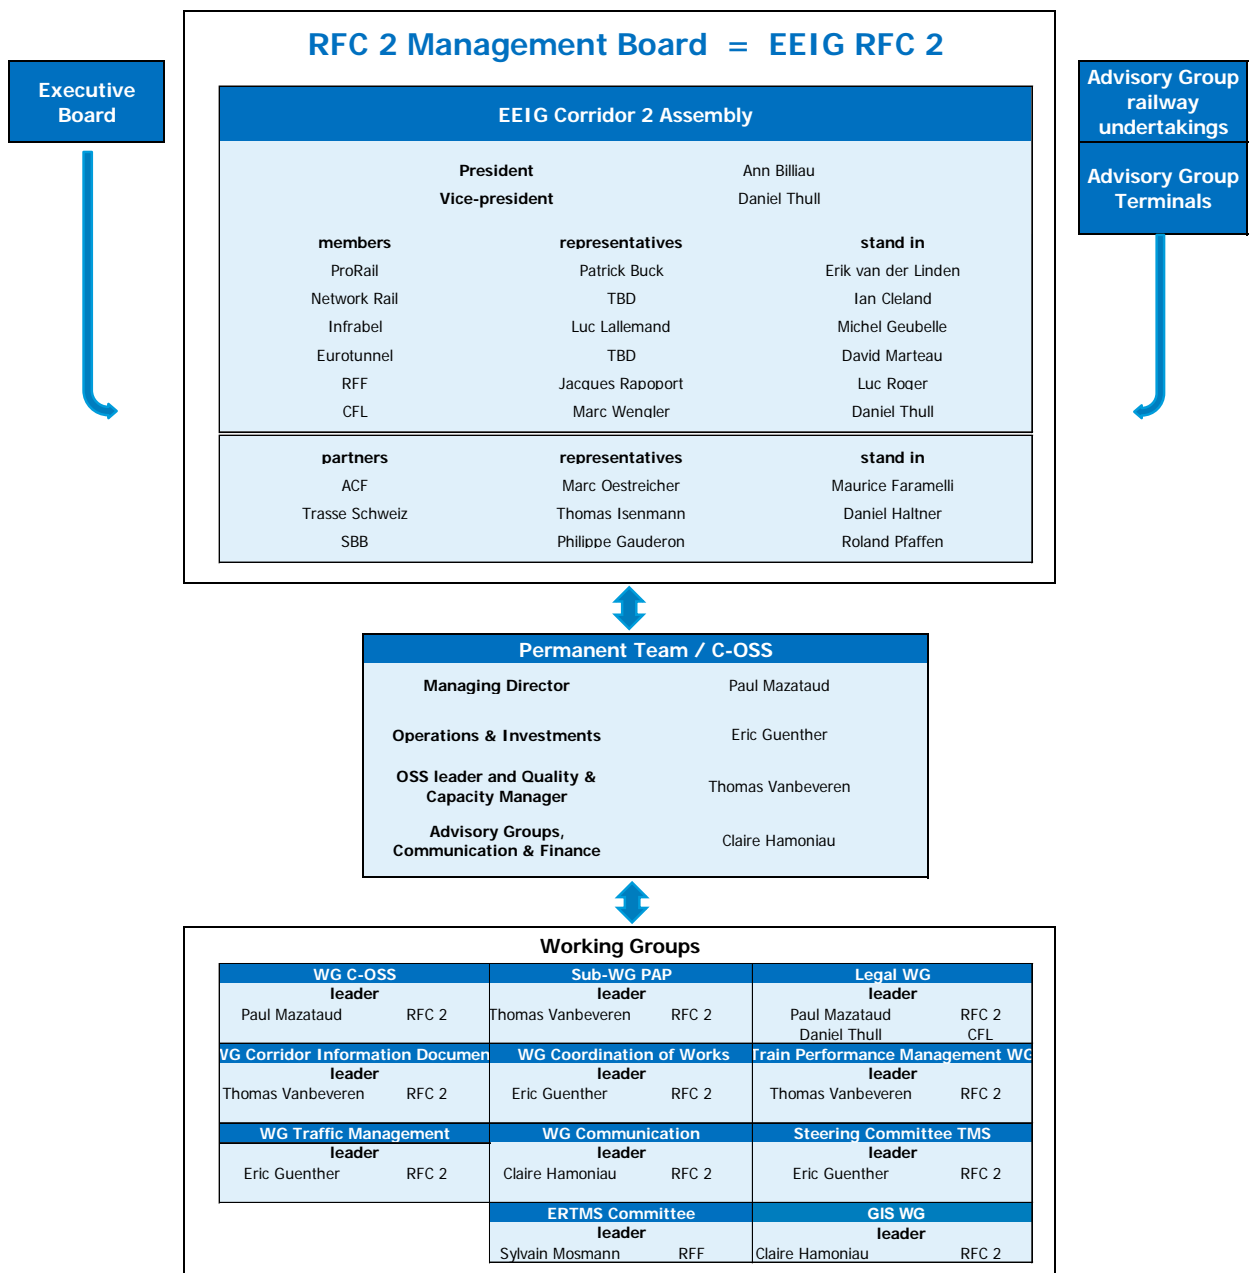 RFC 2 Management Board = EEIG RFC 2
Executive
Board
Advisory Group
railway
undertakings
Advisory Group
Terminals
EEIG Corridor 2 Assembly
President Ann Billiau
Vice-president Daniel Thull
members representatives stand in
ProRail Patrick Buck Erik van der Linden
Network Rail TBD Ian Cleland
Infrabel Luc Lallemand Michel Geubelle
Eurotunnel TBD David Marteau
RFF Jacques Rapoport Luc Roger
CFL Marc Wengler Daniel Thull
partners representatives stand in
ACF Marc Oestreicher Maurice Faramelli
Trasse Schweiz Thomas Isenmann Daniel Haltner
SBB Philippe Gauderon Roland Pfaffen
Permanent Team / C-OSS
Managing Director Paul Mazataud
Operations & Investments Eric Guenther
OSS leader and Quality &
Capacity Manager Thomas Vanbeveren
Advisory Groups,
Communication & Finance Claire Hamoniau
Working Groups
WG C-OSS Sub-WG PAP Legal WG
leader leader leader
Paul Mazataud RFC 2 Thomas Vanbeveren RFC 2 Paul Mazataud RFC 2
Daniel Thull CFL
WG Corridor Information Documen WG Coordination of Works Train Performance Management WG
leader leader leader
Thomas Vanbeveren RFC 2 Eric Guenther RFC 2 Thomas Vanbeveren RFC 2
WG Traffic Management WG Communication Steering Committee TMS
leader leader leader
Eric Guenther RFC 2 Claire Hamoniau RFC 2 Eric Guenther RFC 2
ERTMS Committee GIS WG
leader leader
Sylvain Mosmann RFF Claire Hamoniau RFC 2